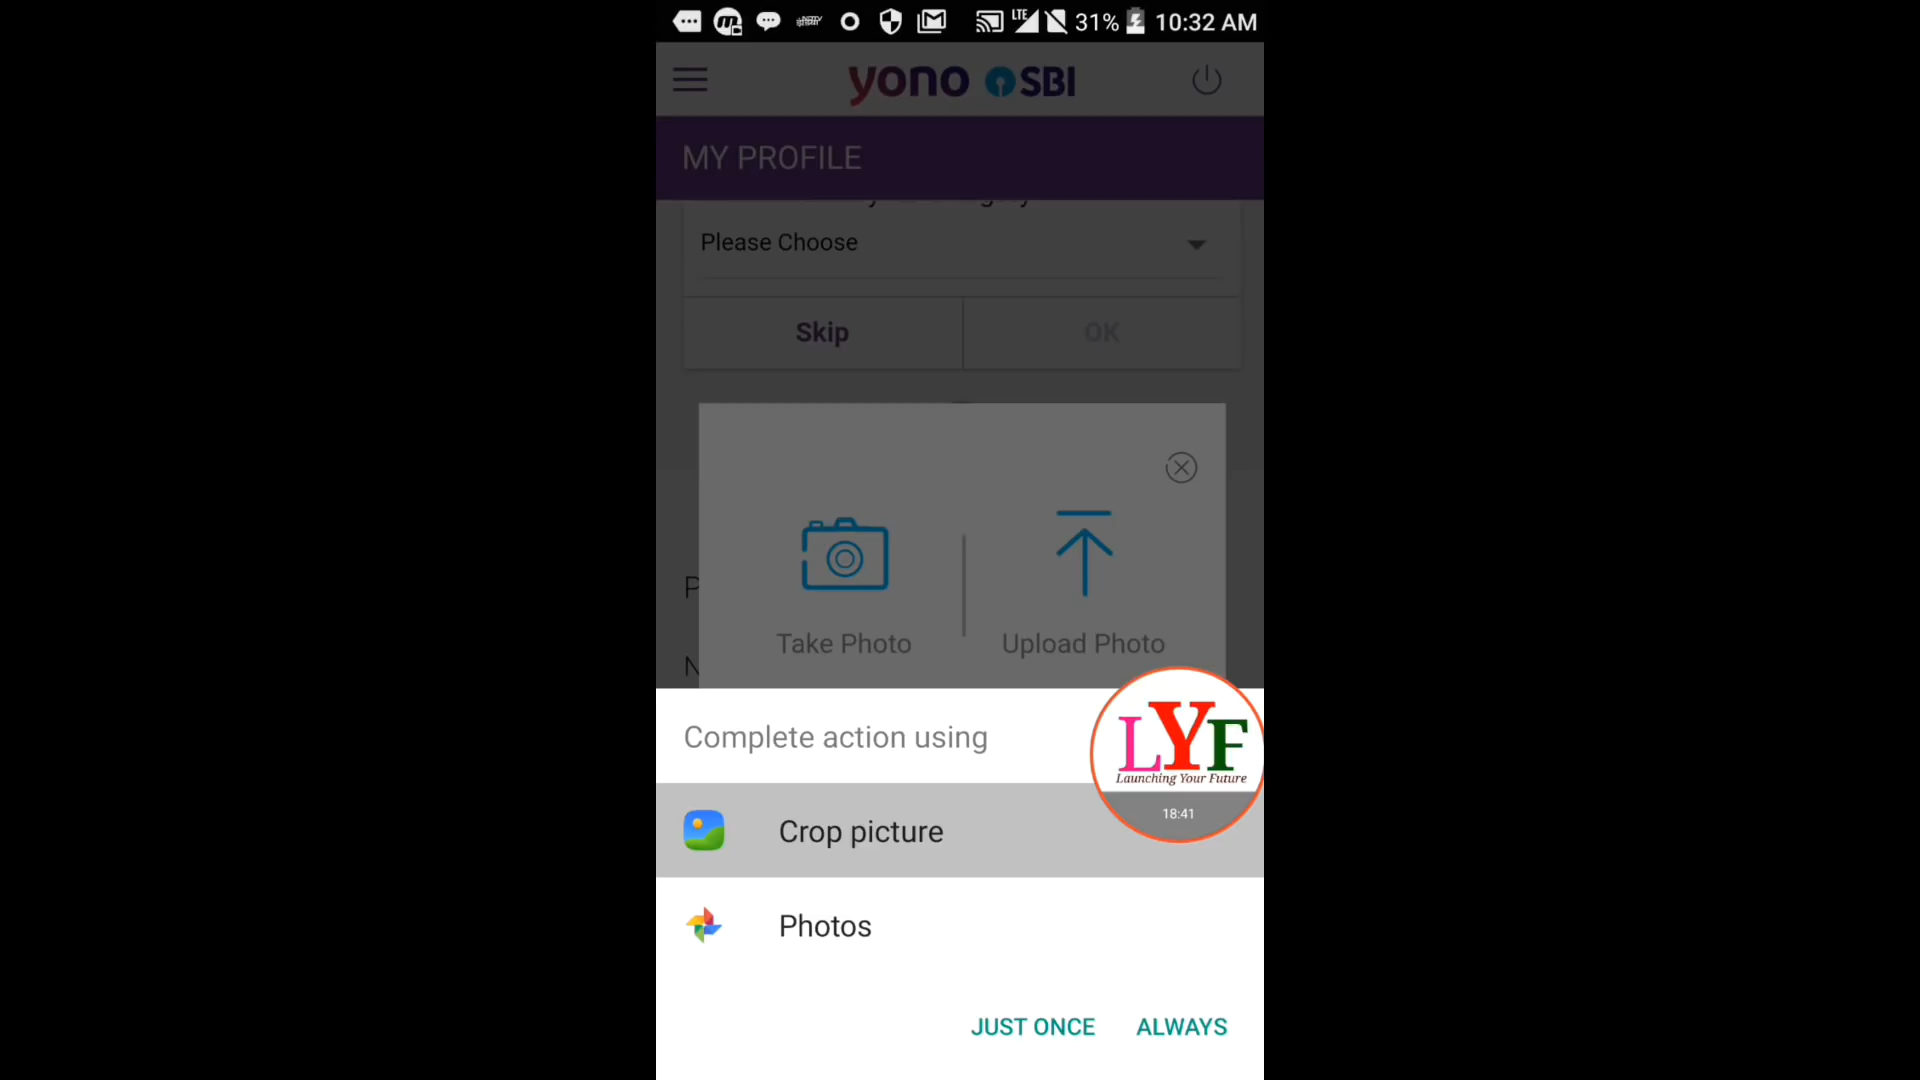 LTE 31% 10:32 AM
yono SBI
MY PROFILE
Please Choose
Skip OK
Take Photo Upload Photo
Complete action using
LYF
Launching Your Future
18:41
Crop picture
Photos
JUST ONCE ALWAYS